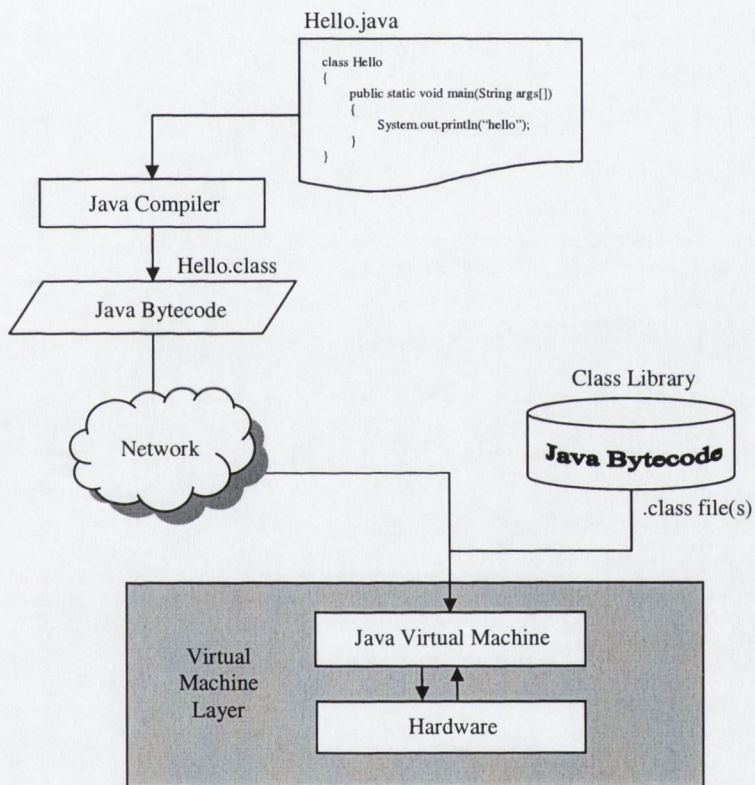 Hello.java
class Hello
{
public static void main(String args[])
{
System.out.println(“hello”);
}
}
Java Compiler
Hello.class
Java Bytecode
Network
Class Library
Java Bytecode
.class file(s)
Java Virtual Machine
Virtual
Machine
Layer
Hardware